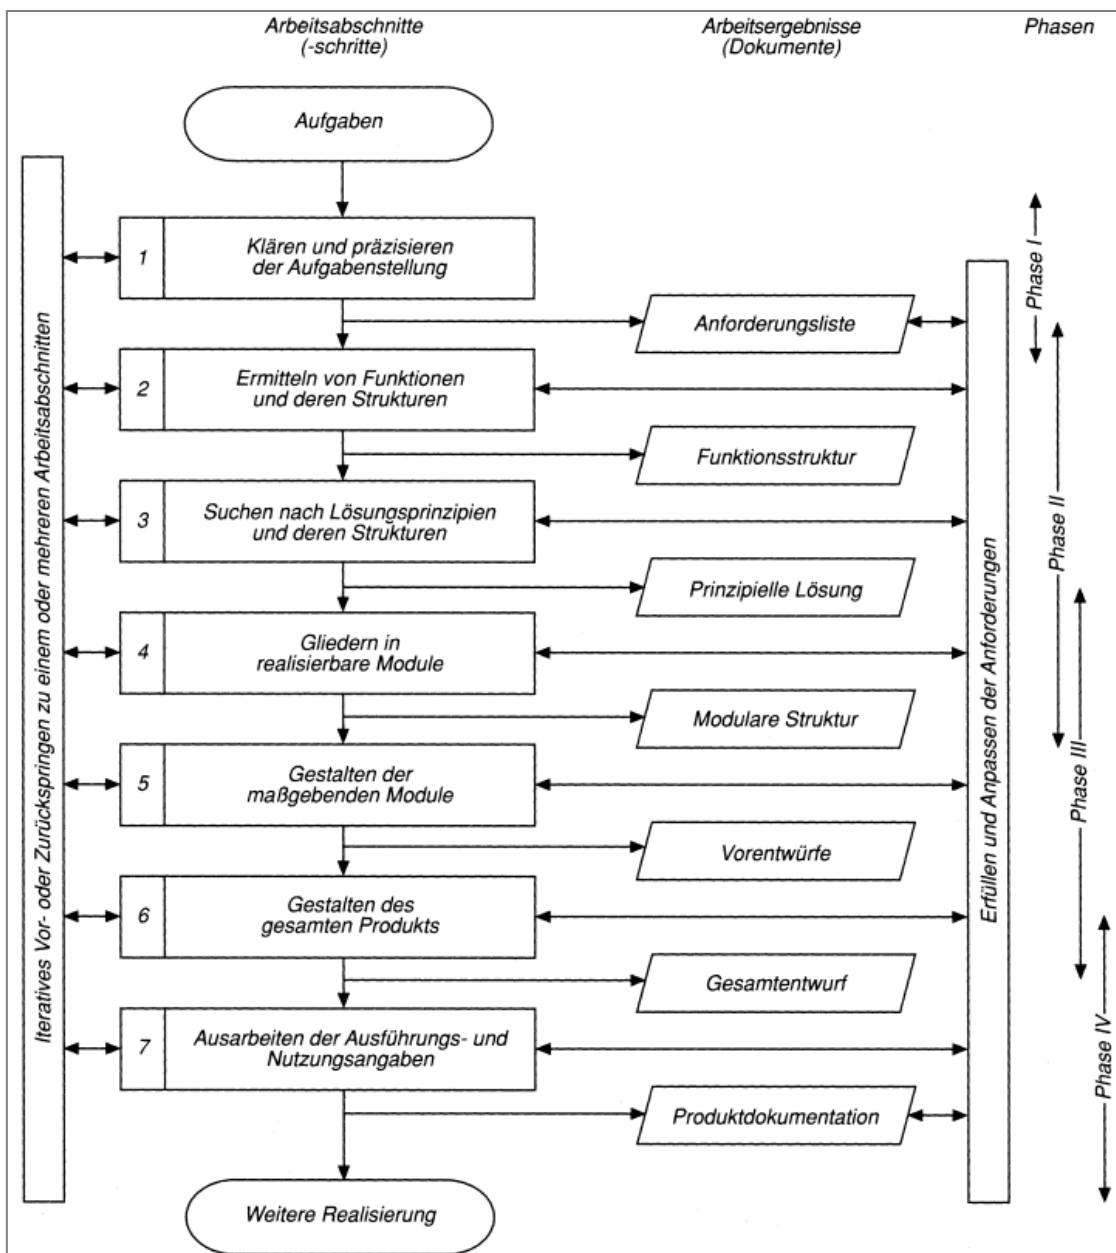 Arbeitsabschnitte
(-schritte)
Arbeitsergebnisse
(Dokumente)
Phasen
Aufgaben
Iteratives Vor- oder Zurückspringen zu einem oder mehreren Arbeitsabschnitten
1
Klären und präzisieren
der Aufgabenstellung
Anforderungsliste
2
Ermitteln von Funktionen
und deren Strukturen
Funktionsstruktur
3
Suchen nach Lösungsprinzipien
und deren Strukturen
Prinzipielle Lösung
4
Gliedern in
realisierbare Module
Modulare Struktur
5
Gestalten der
maßgebenden Module
Vorentwürfe
6
Gestalten des
gesamten Produkts
Gesamtentwurf
7
Ausarbeiten der Ausführungs- und
Nutzungsangaben
Produktdokumentation
Weitere Realisierung
Erfüllen und Anpassen der Anforderungen
Phase I
Phase II
Phase III
Phase IV